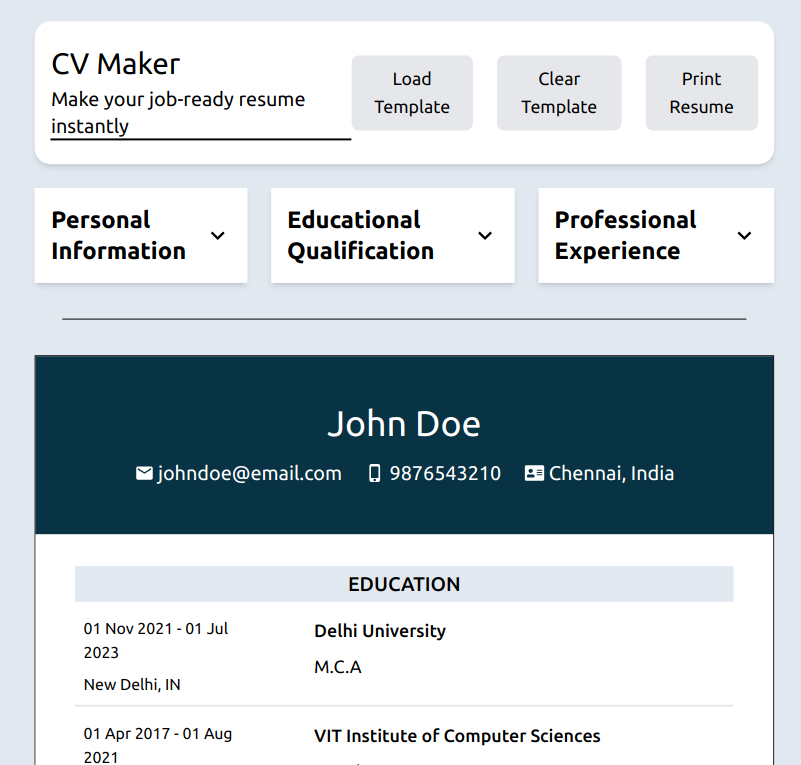 CV Maker
Make your job-ready resume
instantly
Load
Template
Clear
Template
Print
Resume
Personal
Information
Educational
Qualification
Professional
Experience
John Doe
johndoe@email.com 9876543210 Chennai, India
EDUCATION
01 Nov 2021 - 01 Jul
2023
New Delhi, IN
Delhi University
M.C.A
01 Apr 2017 - 01 Aug
2021
VIT Institute of Computer Sciences